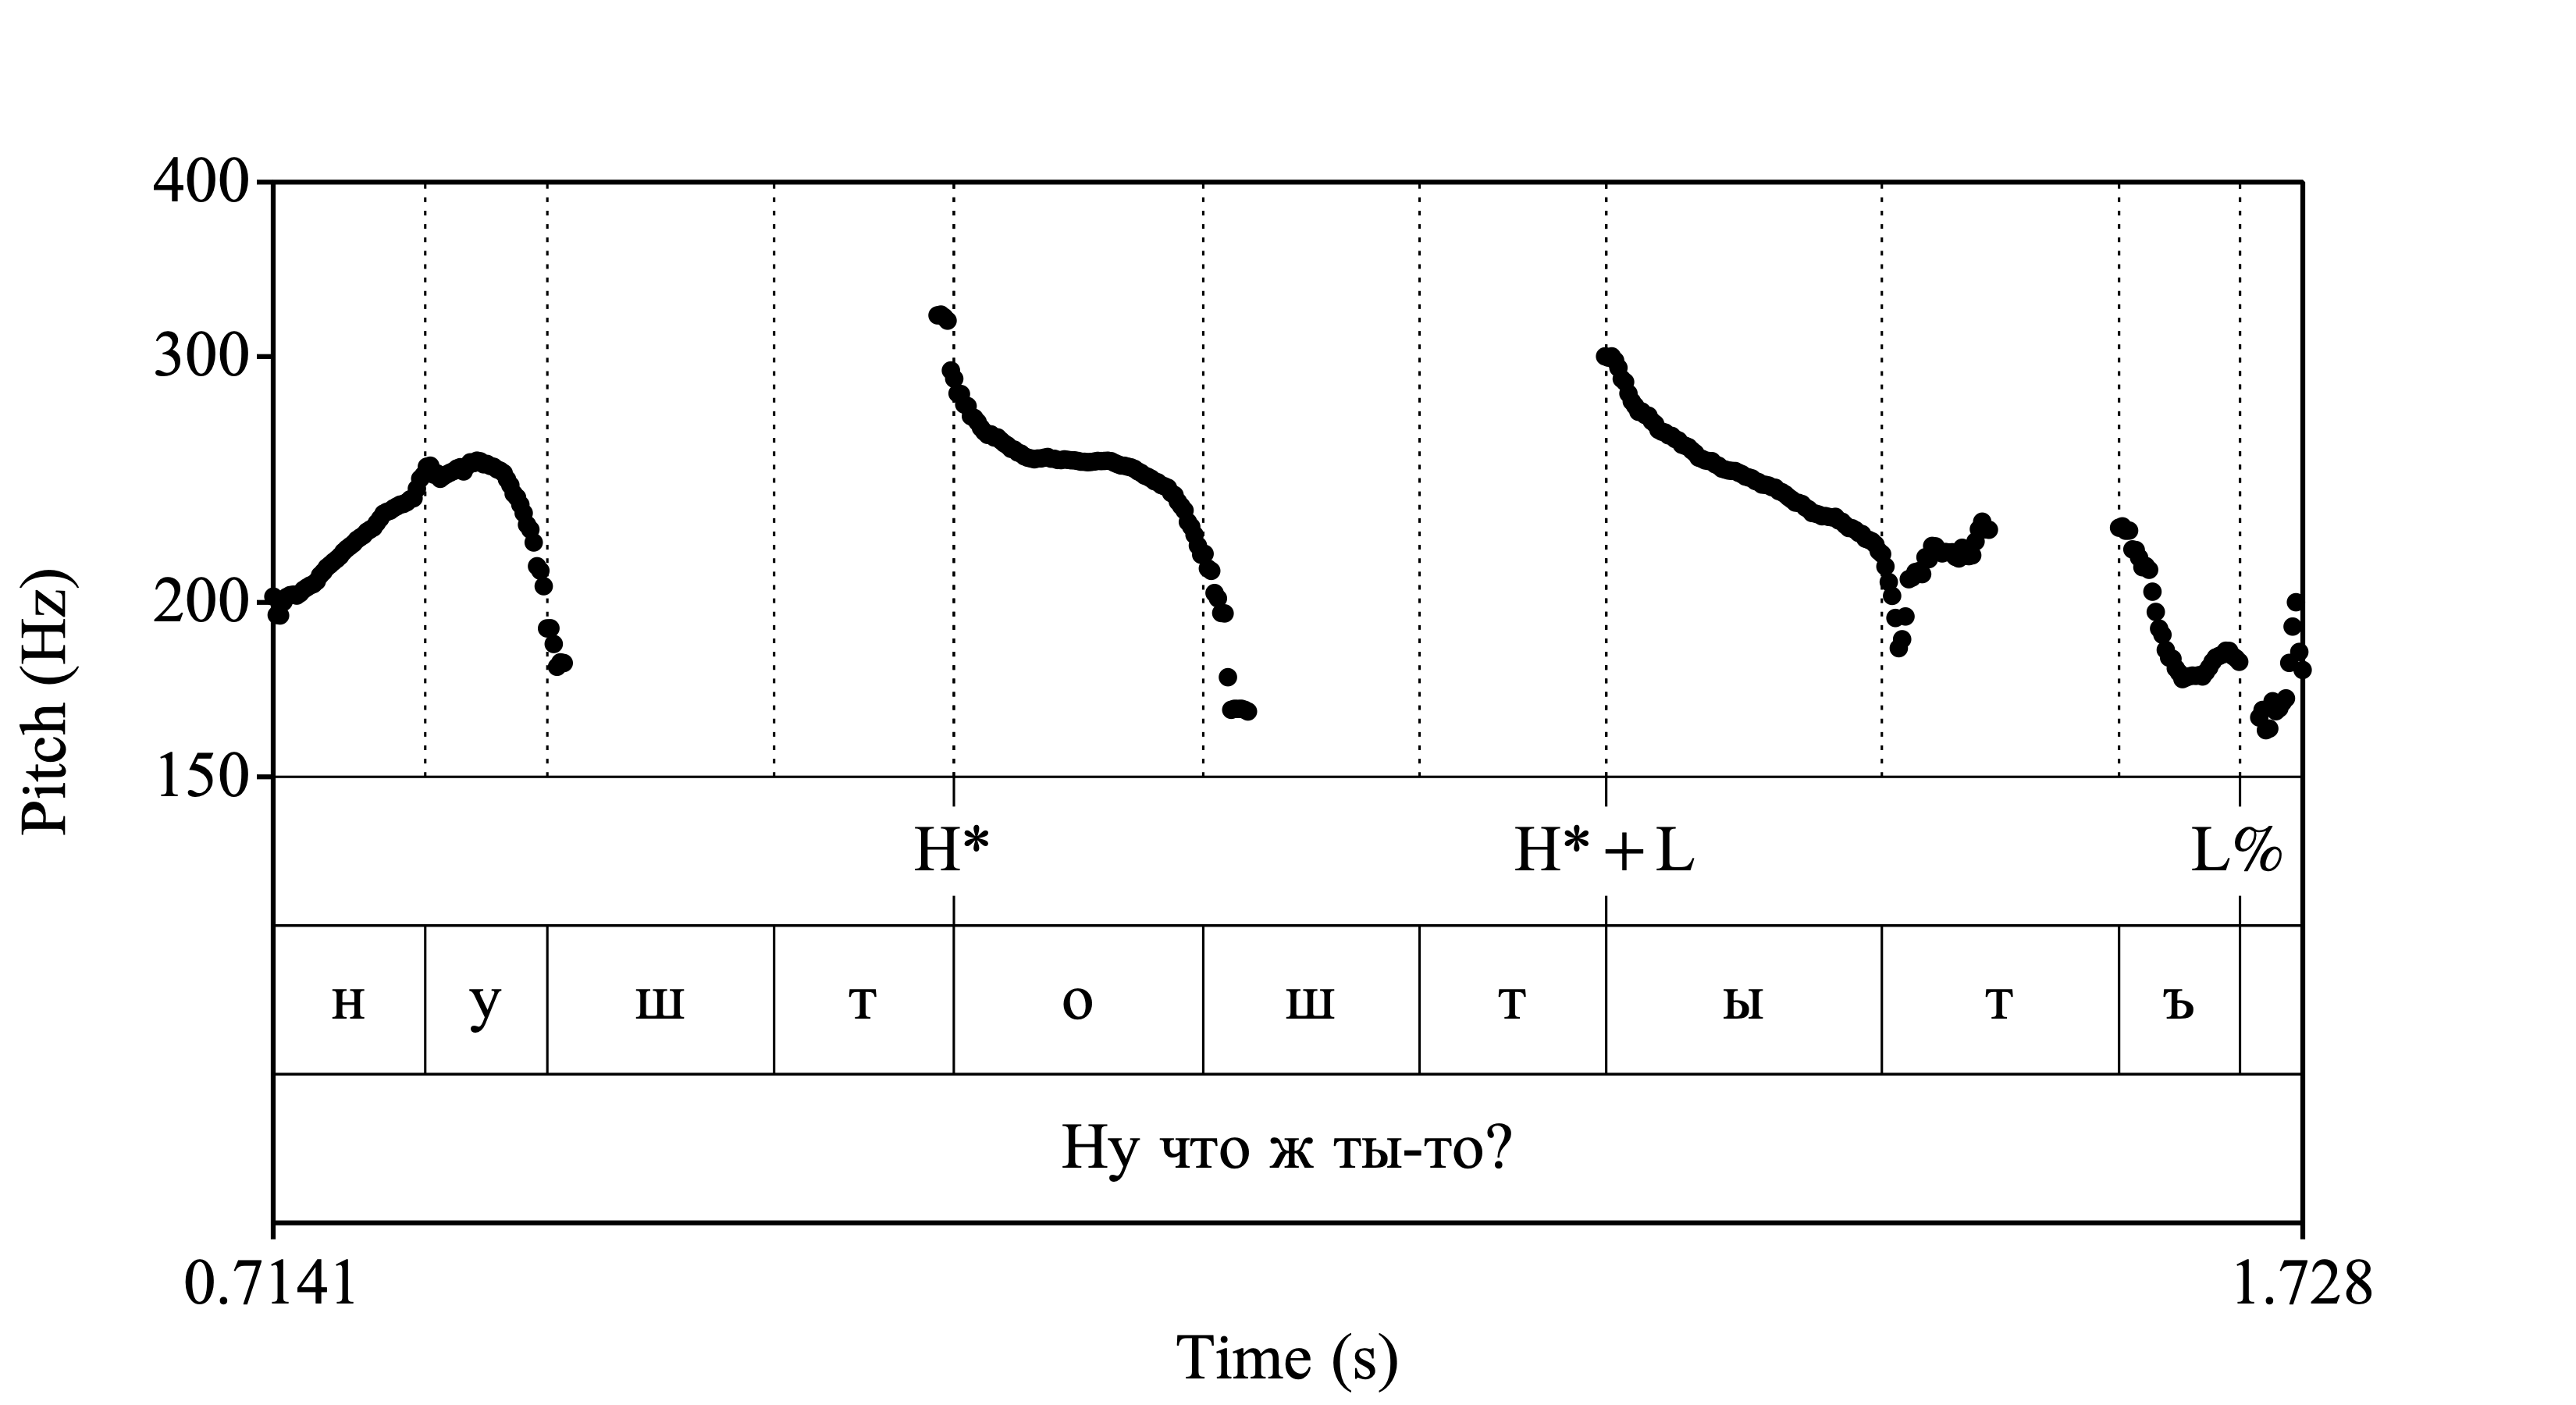 400
300
200
150
Pitch (Hz)
H* H*+L L%
н у ш т о ш т ы т ъ
Ну что ж ты-то?
0.7141 1.728
Time (s)